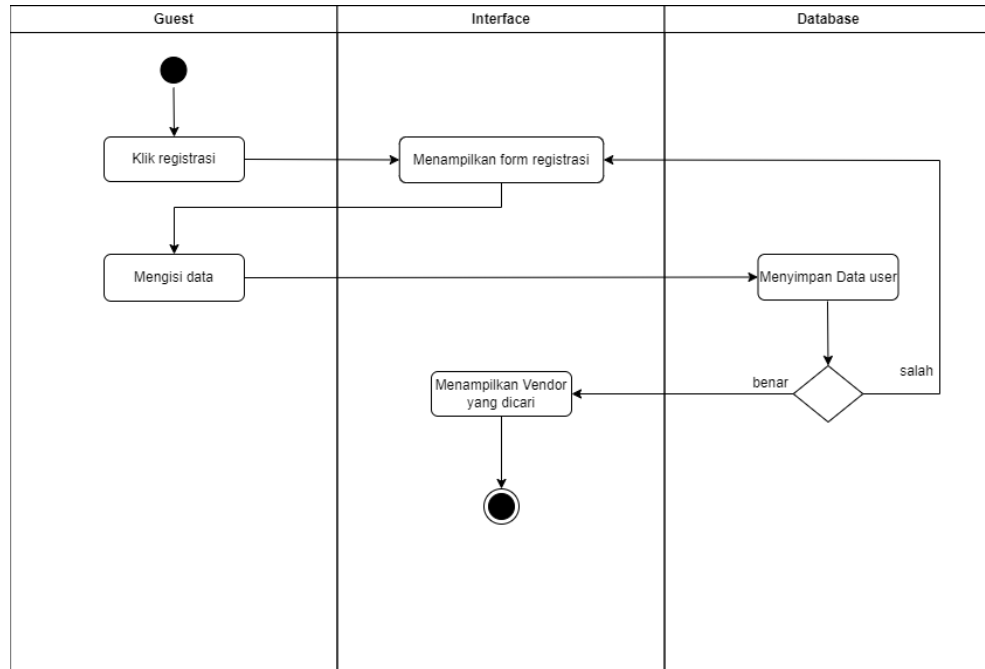 Guest
Interface
Database
Klik registrasi
Menampilkan form registrasi
Mengisi data
Menyimpan Data user
benar
salah
Menampilkan Vendor
yang dicari